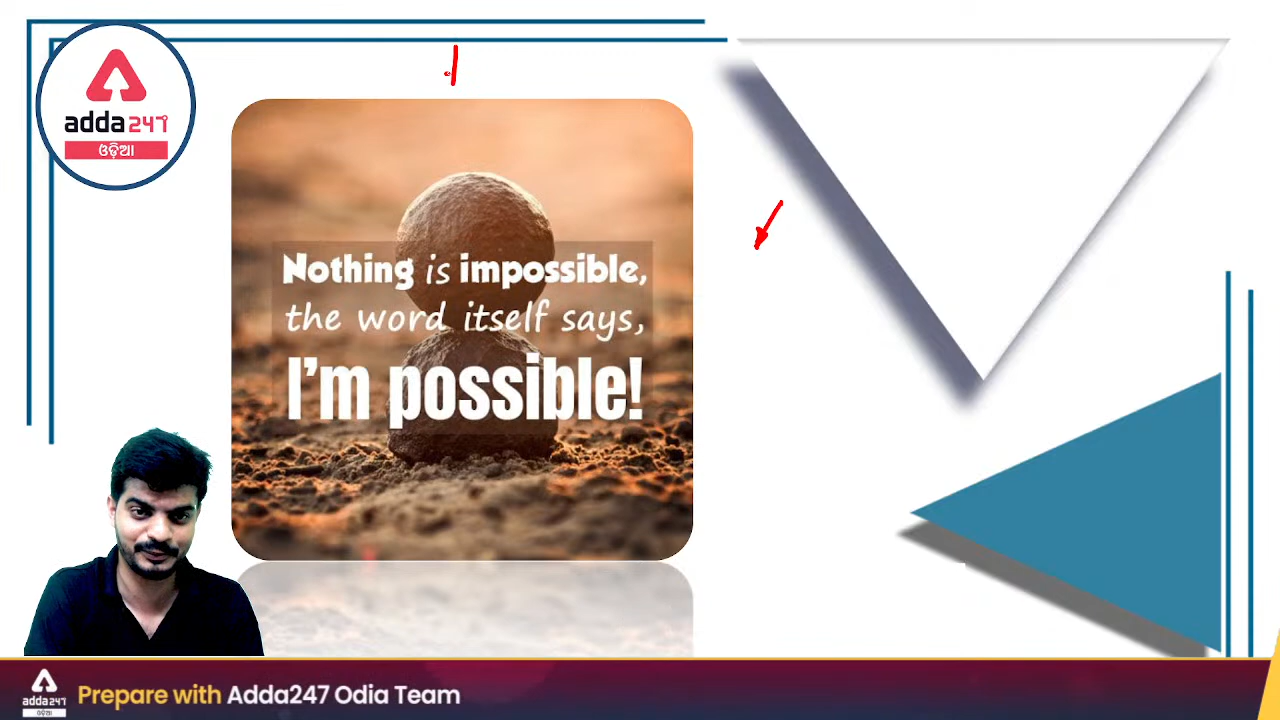 adda247
ଓଡ଼ିଆ
Nothing is impossible,
the word itself says,
I'm possible!
adda247
ଓଡ଼ିଆ
Prepare with Adda247 Odia Team